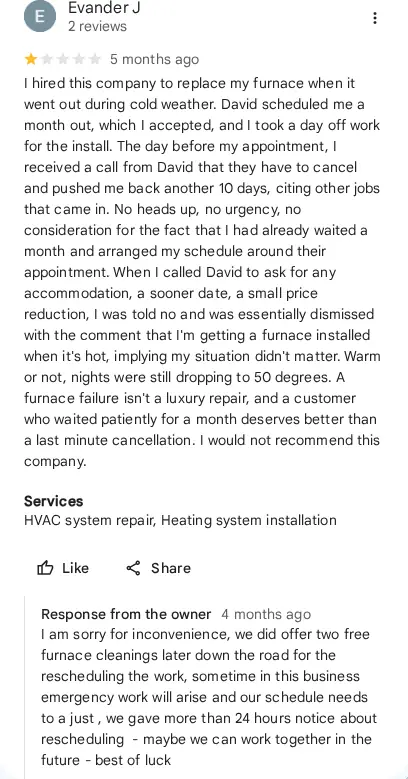 E
Evander J
2 reviews
5 months ago
I hired this company to replace my furnace when it
went out during cold weather. David scheduled me a
month out, which I accepted, and I took a day off work
for the install. The day before my appointment, I
received a call from David that they have to cancel
and pushed me back another 10 days, citing other jobs
that came in. No heads up, no urgency, no
consideration for the fact that I had already waited a
month and arranged my schedule around their
appointment. When I called David to ask for any
accommodation, a sooner date, a small price
reduction, I was told no and was essentially dismissed
with the comment that I'm getting a furnace installed
when it's hot, implying my situation didn't matter. Warm
or not, nights were still dropping to 50 degrees. A
furnace failure isn't a luxury repair, and a customer
who waited patiently for a month deserves better than
a last minute cancellation. I would not recommend this
company.
Services
HVAC system repair, Heating system installation
Like Share
Response from the owner 4 months ago
I am sorry for inconvenience, we did offer two free
furnace cleanings later down the road for the
rescheduling the work, sometime in this business
emergency work will arise and our schedule needs
to a just , we gave more than 24 hours notice about
rescheduling - maybe we can work together in the
future - best of luck